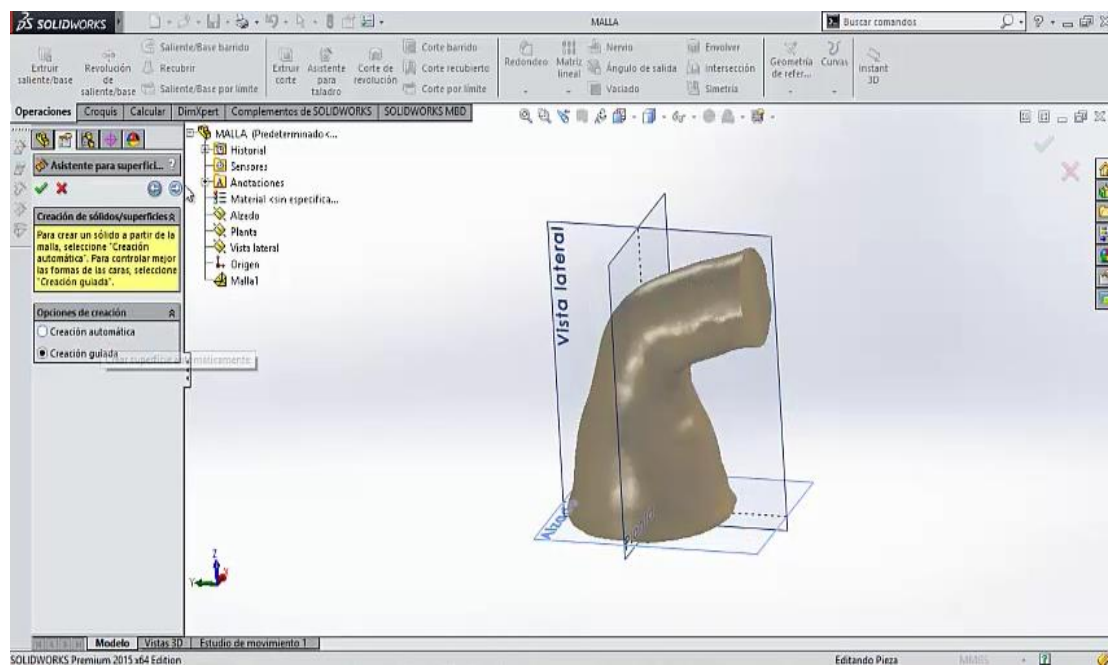 SOLIDWORKS
MALLA
Buscar comandos
Extruir saliente/base
Revolución de saliente/base
Saliente/Base barrido
Recubrir
Saliente/Base por límite
Extruir corte
Asistente para taladro
Corte de revolución
Corte barrido
Corte recubierto
Corte por límite
Redondeo
Matriz lineal
Nervio
Ángulo de salida
Vaciado
Envolver
Intersección
Simetría
Geometría de refer...
Curvas
Instant 3D
Operaciones
Croquis
Calcular
DimXpert
Complementos de SOLIDWORKS
SOLIDWORKS MBD
Asistente para superfici...
Creación de sólidos/superficies
Para crear un sólido a partir de la
malla, seleccione "Creación
automática". Para controlar mejor
las formas de las caras, seleccione
"Creación guiada".
Opciones de creación
Creación automática
Creación guiada
MALLA (Predeterminado<...
Historial
Sensores
Anotaciones
Material <sin especifica...
Alzado
Planta
Vista lateral
Origen
Malla1
Vista lateral
Alzado
Z
Y
Modelo
Vistas 3D
Estudio de movimiento 1
SOLIDWORKS Premium 2015 x64 Edition
Editando Pieza
MMGS